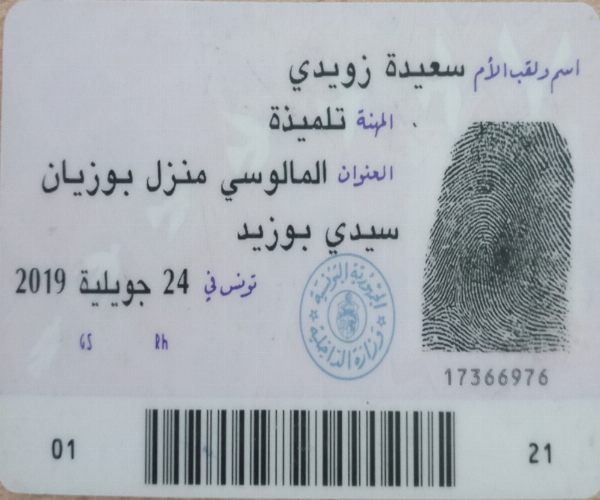 اسم ولقب الأم سعيدة زويدي
المهنة تلميذة
العنوان المالوسي منزل بوزيان
سيدي بوزيد
تونس في 24 جويلية 2019
GS Rh
الجمهورية التونسية
وزارة الداخلية
17366976
01 21